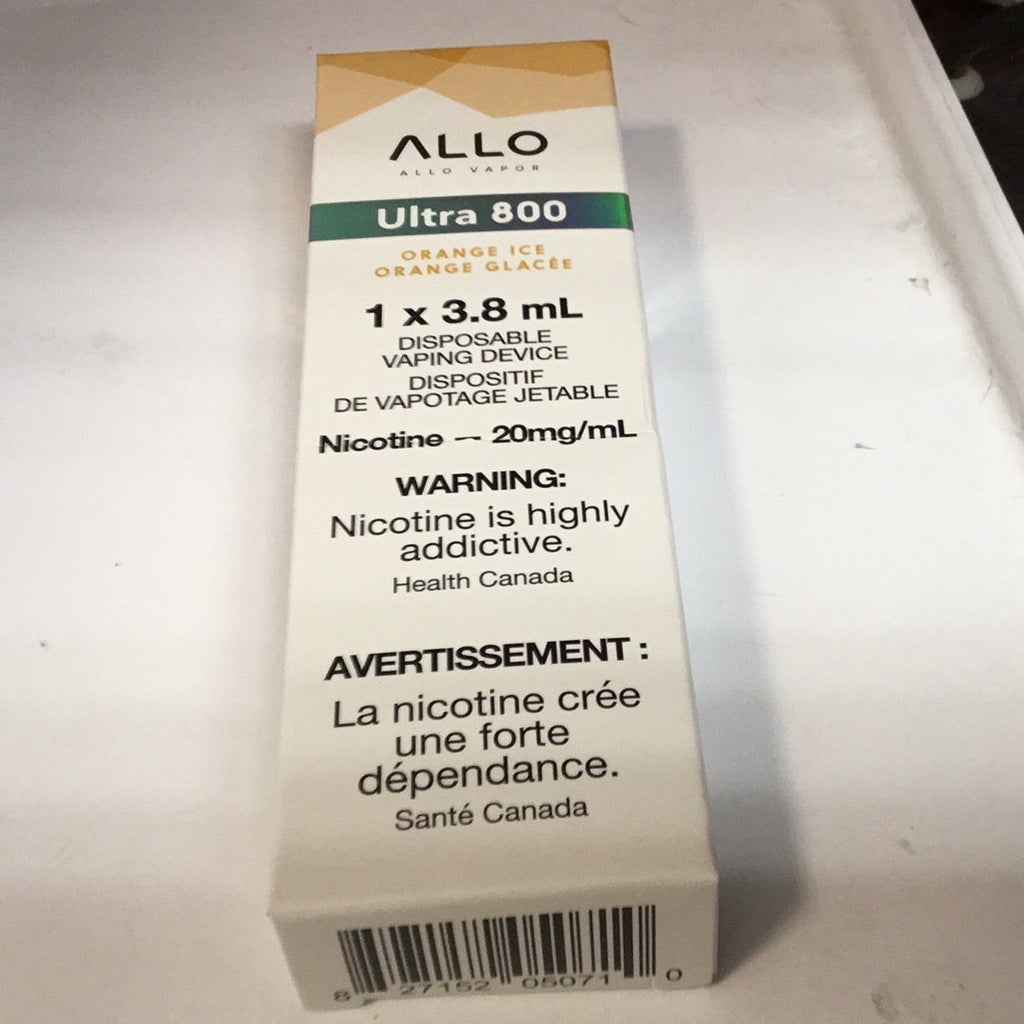 ALLO
ALLO VAPOR
Ultra 800
ORANGE ICE
ORANGE GLACÉE
1 x 3.8 mL
DISPOSABLE
VAPING DEVICE
DISPOSITIF
DE VAPOTAGE JETABLE
Nicotine — 20mg/mL
WARNING:
Nicotine is highly
addictive.
Health Canada
AVERTISSEMENT :
La nicotine crée
une forte
dépendance.
Santé Canada
8 27152 05071 0